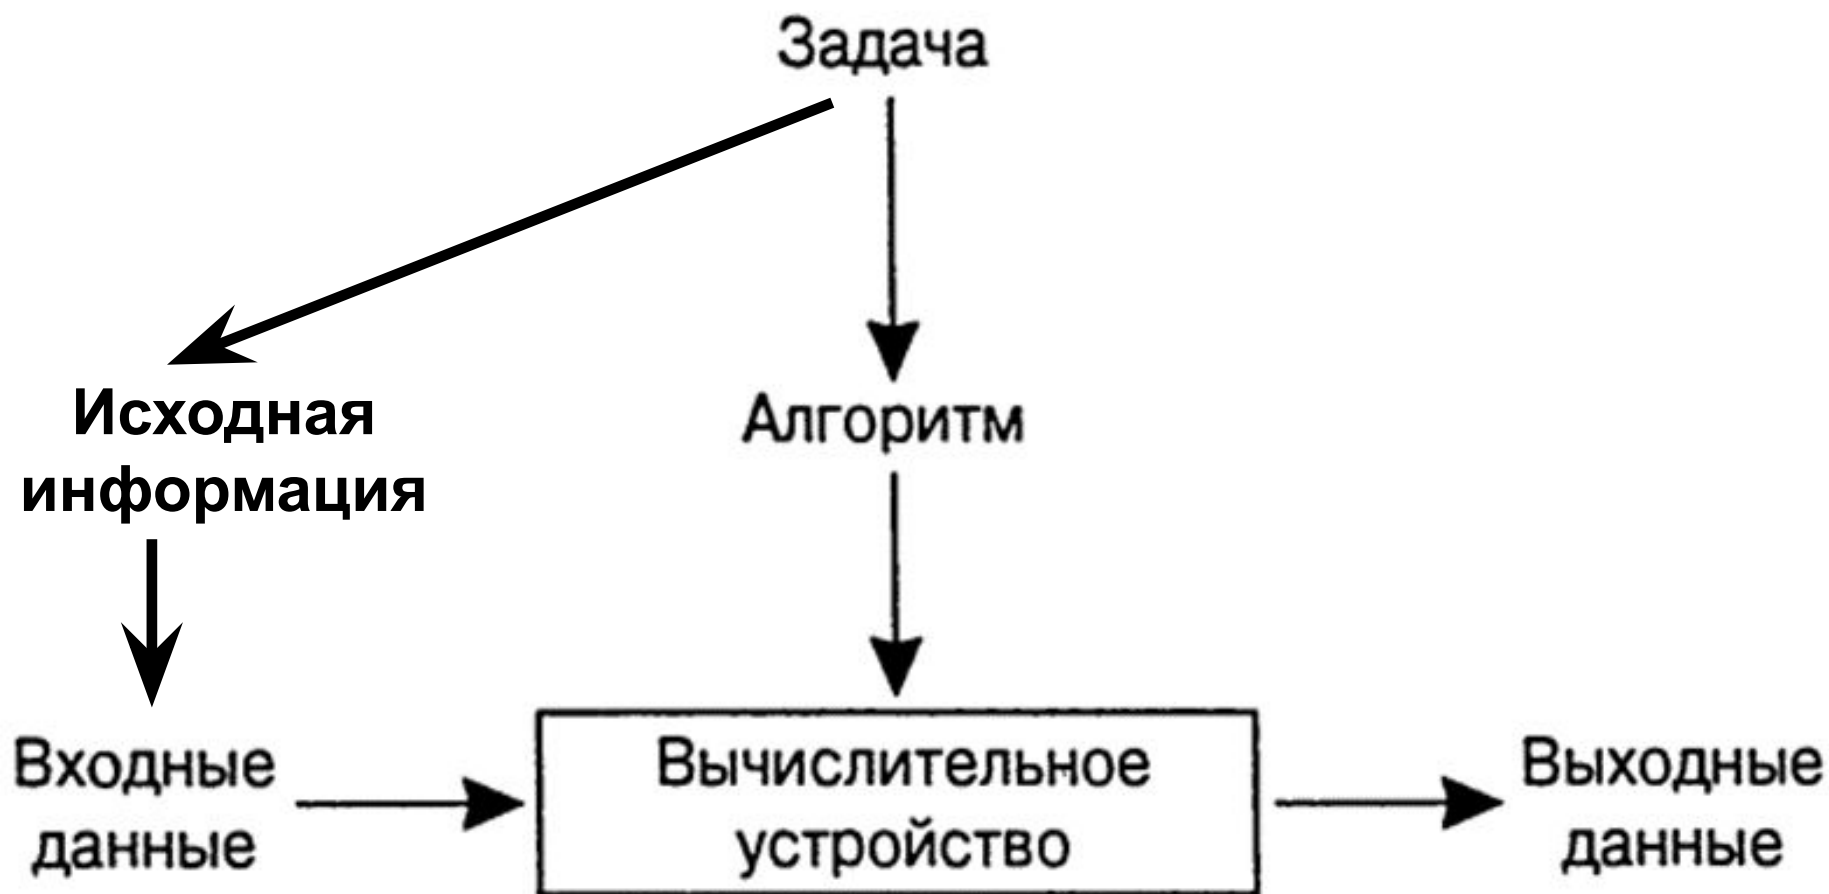 Задача
Исходная
информация
Алгоритм
Входные
данные
Вычислительное
устройство
Выходные
данные